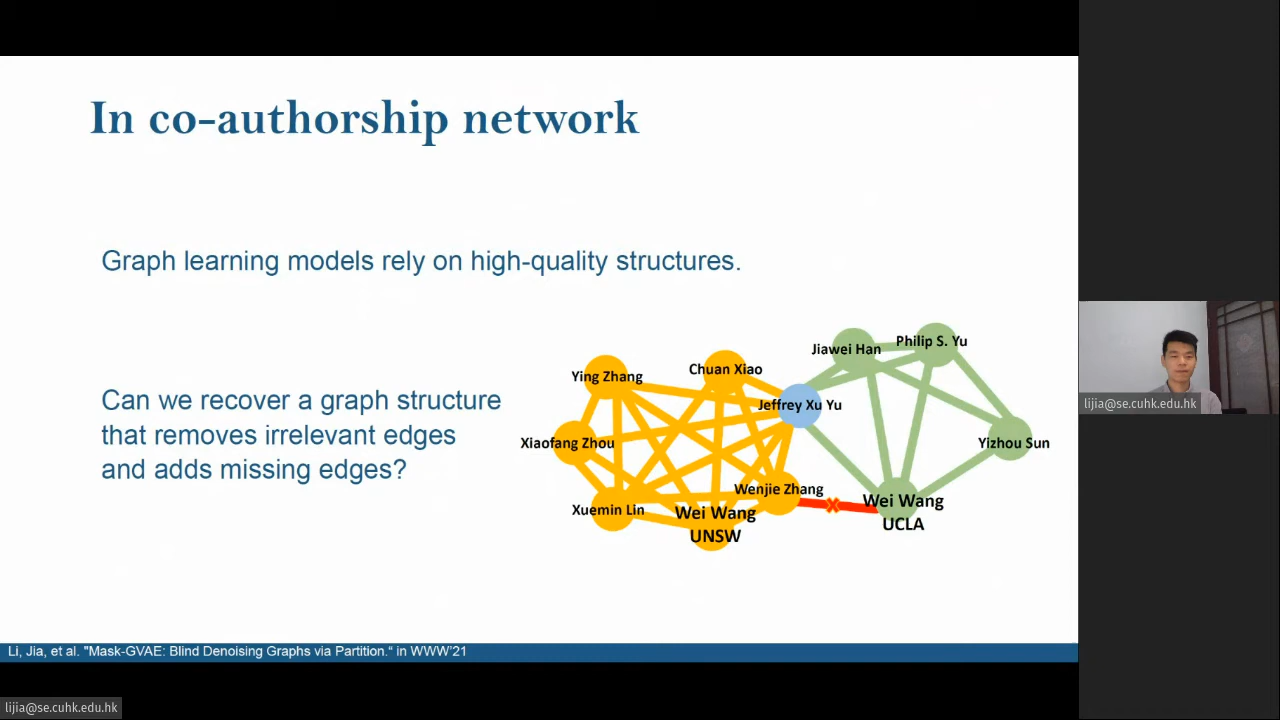 In co-authorship network
Graph learning models rely on high-quality structures.
Can we recover a graph structure
that removes irrelevant edges
and adds missing edges?
Philip S. Yu
Jiawei Han
Chuan Xiao
Ying Zhang
Jeffrey Xu Yu
Xiaofang Zhou
Yizhou Sun
Wenjie Zhang
Xuemin Lin
Wei Wang
UNSW
Wei Wang
UCLA
X
lijia@se.cuhk.edu.hk
Li, Jia, et al. "Mask-GVAE: Blind Denoising Graphs via Partition." in WWW'21
lijia@se.cuhk.edu.hk